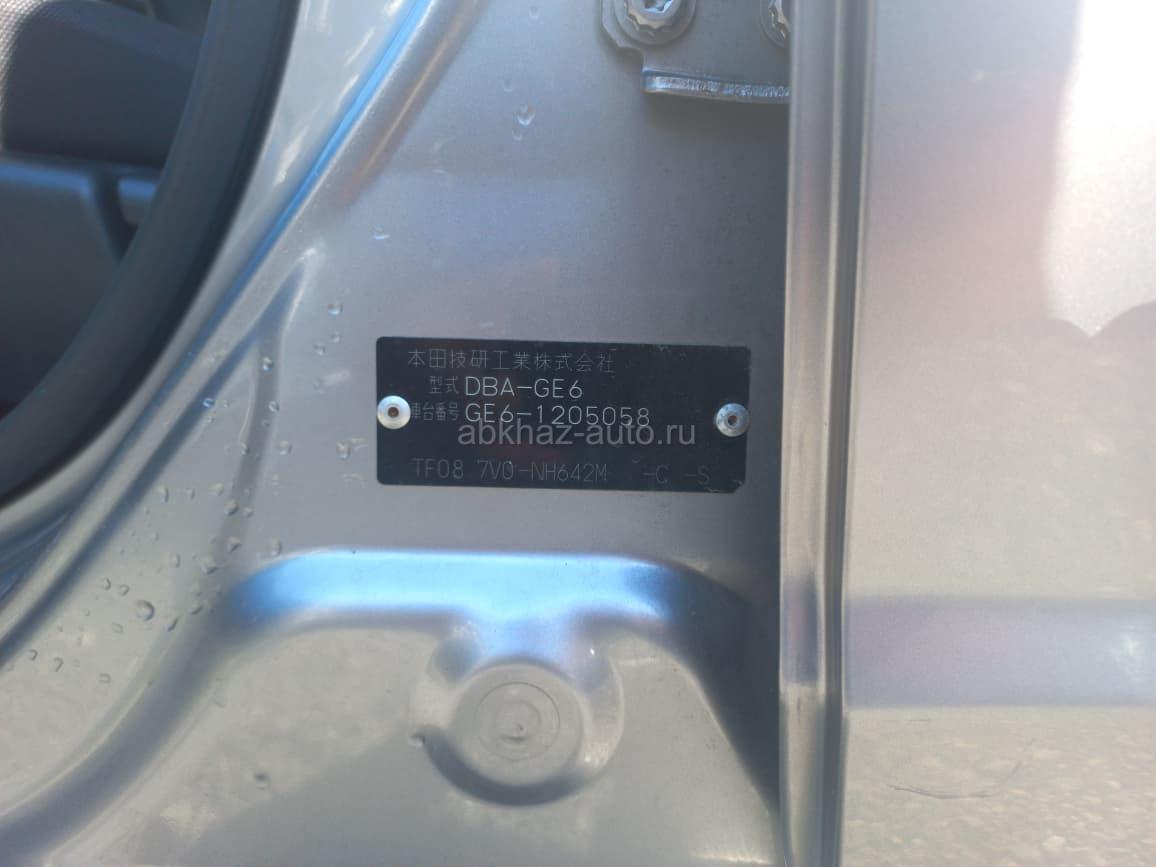 本田技研工業株式会社
型式 DBA-GE6
車台番号 GE6-1205058
abkhaz-auto.ru
TF08 7V0-NH642M -C -S